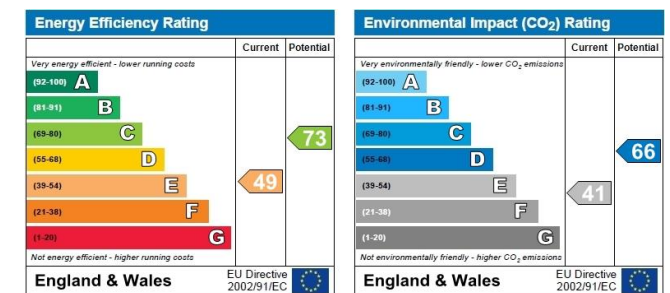 Energy Efficiency Rating
Current Potential
Very energy efficient - lower running costs
(92-100) A
(81-91) B
(69-80) C
73
(55-68) D
(39-54) E
49
(21-38) F
(1-20) G
Not energy efficient - higher running costs
England & Wales
EU Directive
2002/91/EC
Environmental Impact (CO₂) Rating
Current Potential
Very environmentally friendly - lower CO₂ emissions
(92-100) A
(81-91) B
(69-80) C
(55-68) D
66
(39-54) E
41
(21-38) F
(1-20) G
Not environmentally friendly - higher CO₂ emissions
England & Wales
EU Directive
2002/91/EC